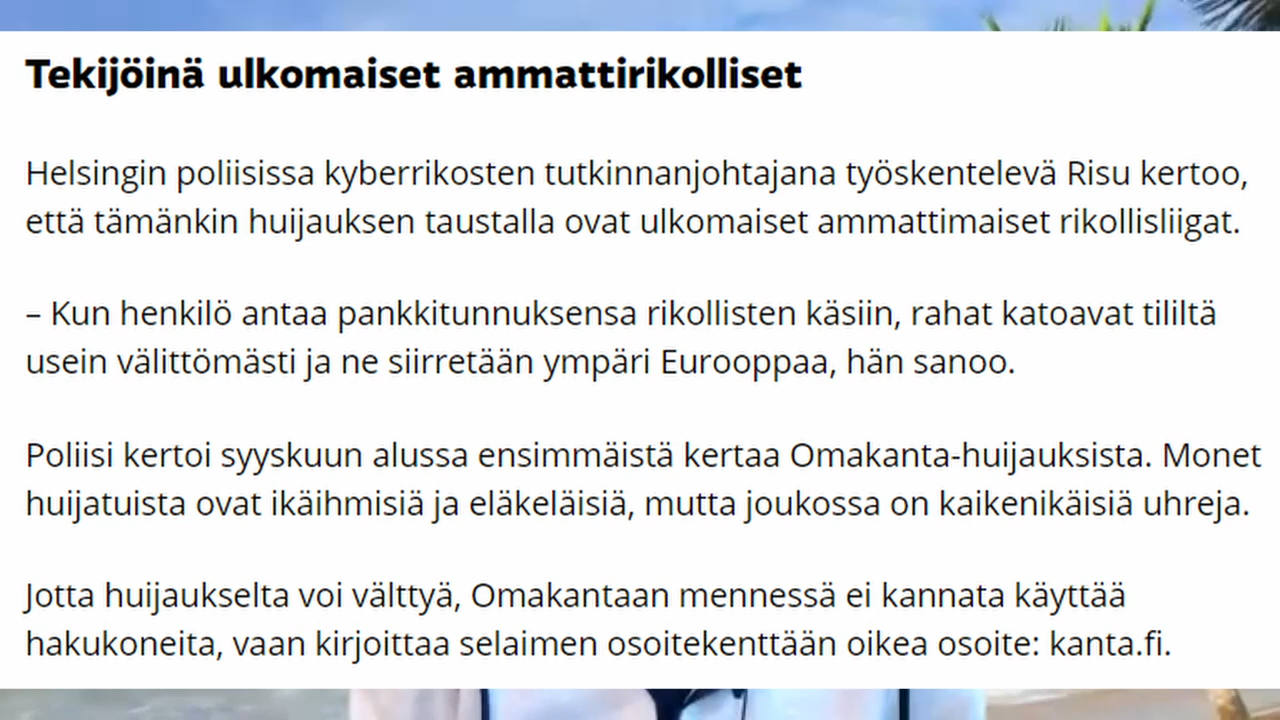 Tekijöinä ulkomaiset ammattirikolliset
Helsingin poliisissa kyberrikosten tutkinnanjohtajana työskentelevä Risu kertoo,
että tämänkin huijauksen taustalla ovat ulkomaiset ammattimaiset rikollisliigat.
– Kun henkilö antaa pankkitunnuksensa rikollisten käsiin, rahat katoavat tililtä
usein välittömästi ja ne siirretään ympäri Eurooppaa, hän sanoo.
Poliisi kertoi syyskuun alussa ensimmäistä kertaa Omakanta-huijauksista. Monet
huijatuista ovat ikäihmisiä ja eläkeläisiä, mutta joukossa on kaikenikäisiä uhreja.
Jotta huijaukselta voi välttyä, Omakantaan mennessä ei kannata käyttää
hakukoneita, vaan kirjoittaa selaimen osoitekenttään oikea osoite: kanta.fi.